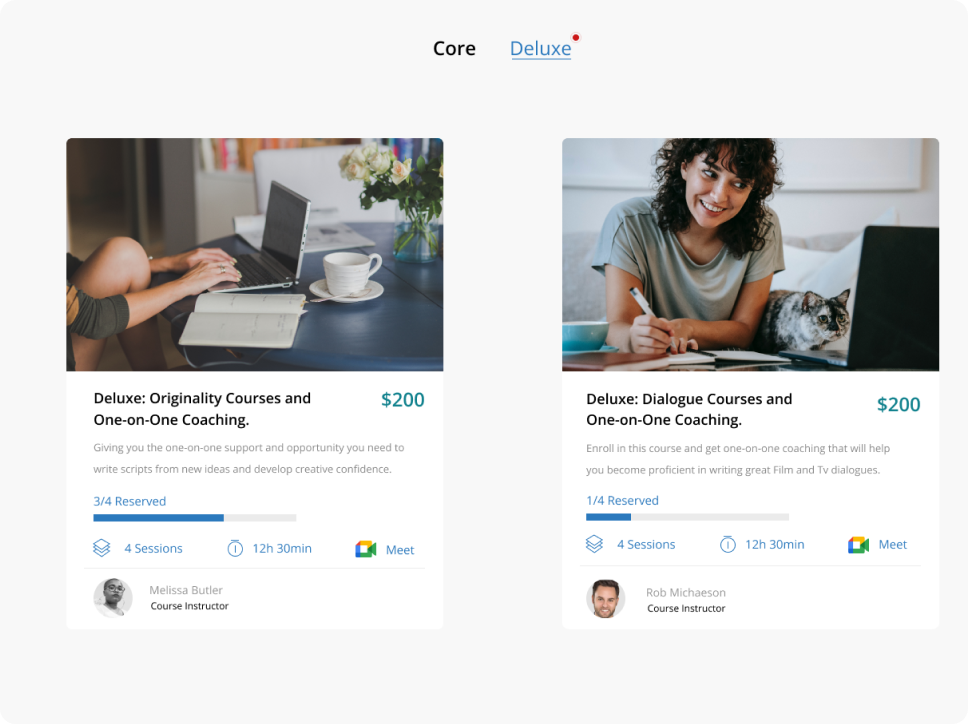 Core
Deluxe
Deluxe: Originality Courses and
One-on-One Coaching.
$200
Giving you the one-on-one support and opportunity you need to
write scripts from new ideas and develop creative confidence.
3/4 Reserved
4 Sessions
12h 30min
Meet
Melissa Butler
Course Instructor
Deluxe: Dialogue Courses and
One-on-One Coaching.
$200
Enroll in this course and get one-on-one coaching that will help
you become proficient in writing great Film and Tv dialogues.
1/4 Reserved
4 Sessions
12h 30min
Meet
Rob Michaeson
Course Instructor